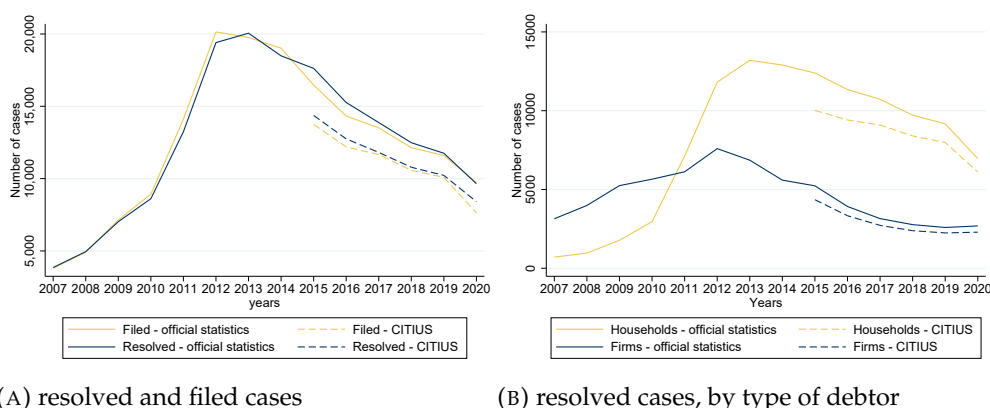 Number of cases
20,000
15,000
10,000
5,000
2007 2008 2009 2010 2011 2012 2013 2014 2015 2016 2017 2018 2019 2020
years
Filed - official statistics
Filed - CITIUS
Resolved - official statistics
Resolved - CITIUS
(A) resolved and filed cases
Number of cases
15000
10000
5000
0
2007 2008 2009 2010 2011 2012 2013 2014 2015 2016 2017 2018 2019 2020
Years
Households - official statistics
Households - CITIUS
Firms - official statistics
Firms - CITIUS
(B) resolved cases, by type of debtor